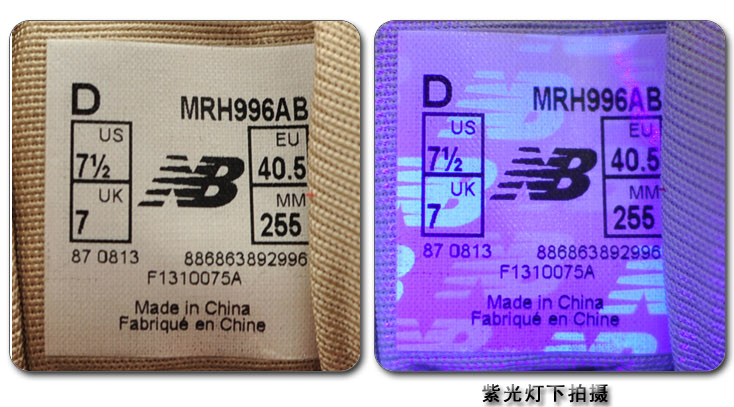 D
MRH996AB
US
7½
EU
40.5
UK
7
MM
255
NB
87 0813
886863892996
F1310075A
Made in China
Fabriqué en Chine
D
MRH996AB
US
7½
EU
40.5
UK
7
MM
255
NB
87 0813
886863892996
F1310075A
Made in China
Fabriqué en Chine
紫光灯下拍摄